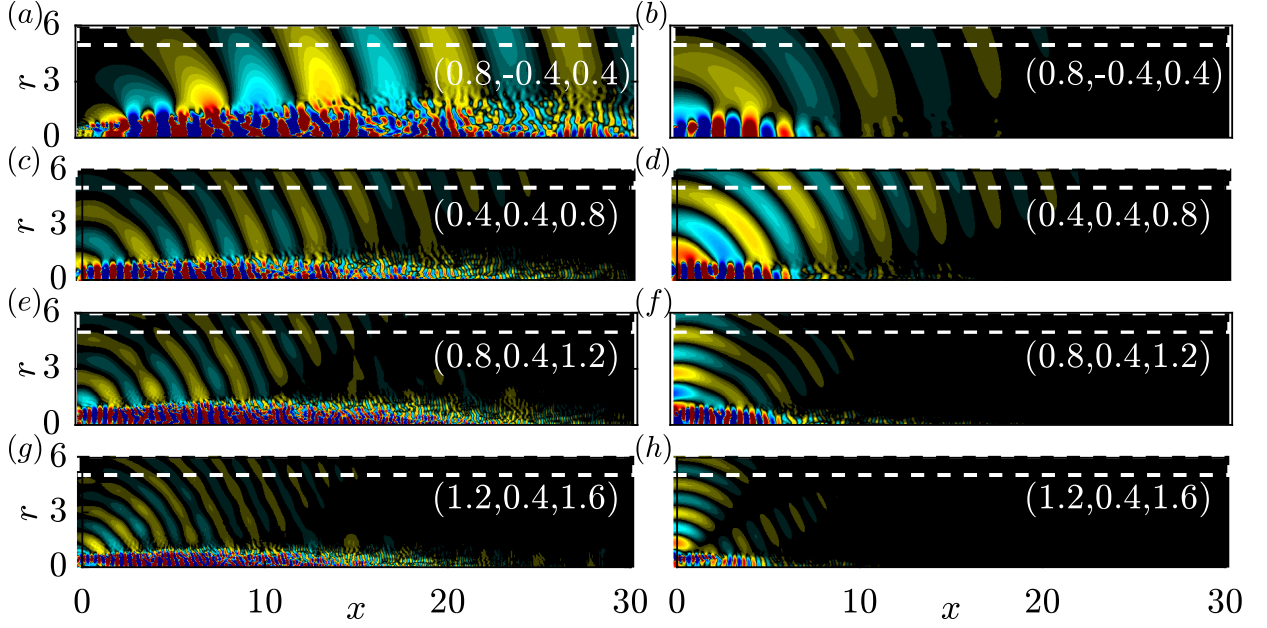 (a) (b)
6
r 3 (0.8,-0.4,0.4) (0.8,-0.4,0.4)
0
(c) (d)
6
r 3 (0.4,0.4,0.8) (0.4,0.4,0.8)
0
(e) (f)
6
r 3 (0.8,0.4,1.2) (0.8,0.4,1.2)
0
(g) (h)
6
r 3 (1.2,0.4,1.6) (1.2,0.4,1.6)
0
0 10 x 20 30 0 10 x 20 30